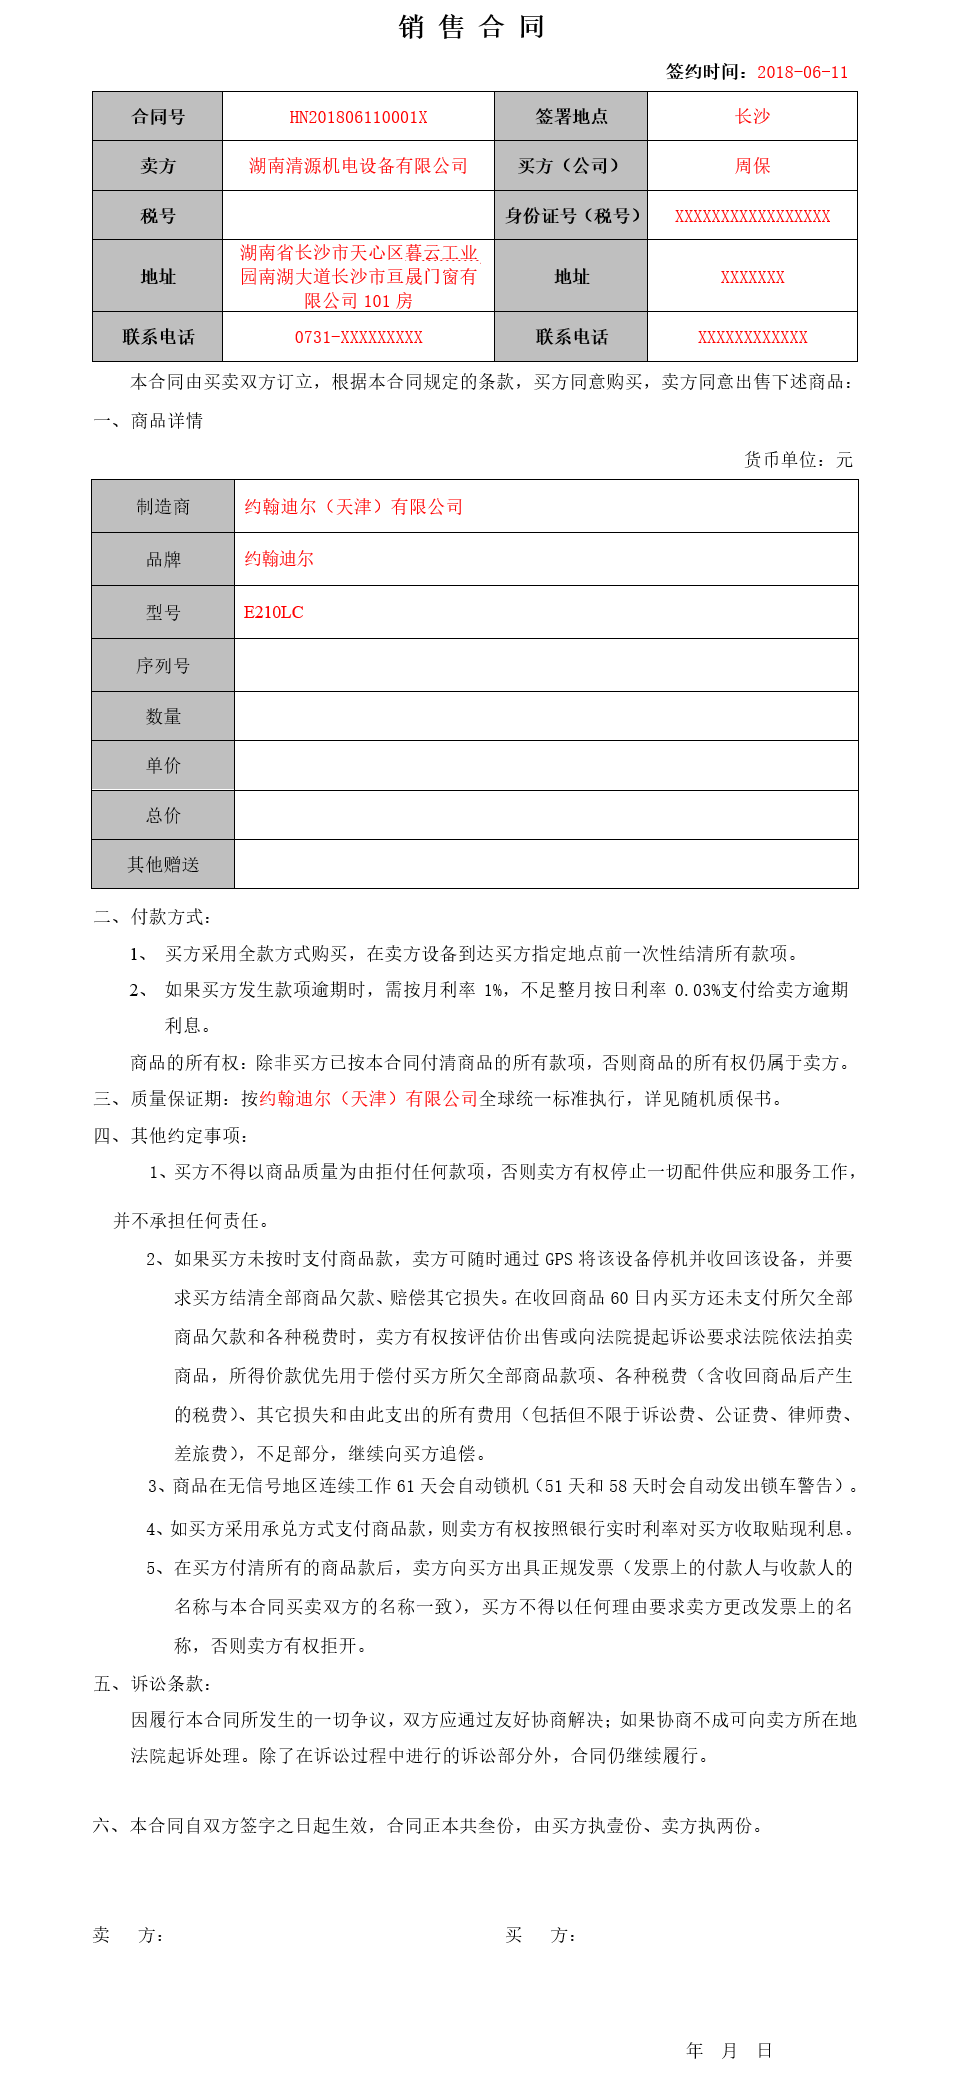 销 售 合 同
签约时间：2018-06-11
合同号 HN201806110001X 签署地点 长沙
卖方 湖南清源机电设备有限公司 买方（公司） 周保
税号 身份证号（税号） XXXXXXXXXXXXXXXXX
地址 湖南省长沙市天心区暮云工业
园南湖大道长沙市亘晟门窗有
限公司 101 房 地址 XXXXXXX
联系电话 0731-XXXXXXXXX 联系电话 XXXXXXXXXXXX
本合同由买卖双方订立，根据本合同规定的条款，买方同意购买，卖方同意出售下述商品：
一、商品详情
货币单位：元
制造商 约翰迪尔（天津）有限公司
品牌 约翰迪尔
型号 E210LC
序列号
数量
单价
总价
其他赠送
二、付款方式：
1、 买方采用全款方式购买，在卖方设备到达买方指定地点前一次性结清所有款项。
2、 如果买方发生款项逾期时，需按月利率 1%，不足整月按日利率 0.03%支付给卖方逾期
利息。
商品的所有权：除非买方已按本合同付清商品的所有款项，否则商品的所有权仍属于卖方。
三、质量保证期：按约翰迪尔（天津）有限公司全球统一标准执行，详见随机质保书。
四、其他约定事项：
1、买方不得以商品质量为由拒付任何款项，否则卖方有权停止一切配件供应和服务工作，
并不承担任何责任。
2、如果买方未按时支付商品款，卖方可随时通过 GPS 将该设备停机并收回该设备，并要
求买方结清全部商品欠款、赔偿其它损失。在收回商品 60 日内买方还未支付所欠全部
商品欠款和各种税费时，卖方有权按评估价出售或向法院提起诉讼要求法院依法拍卖
商品，所得价款优先用于偿付买方所欠全部商品款项、各种税费（含收回商品后产生
的税费）、其它损失和由此支出的所有费用（包括但不限于诉讼费、公证费、律师费、
差旅费），不足部分，继续向买方追偿。
3、商品在无信号地区连续工作 61 天会自动锁机（51 天和 58 天时会自动发出锁车警告）。
4、如买方采用承兑方式支付商品款，则卖方有权按照银行实时利率对买方收取贴现利息。
5、在买方付清所有的商品款后，卖方向买方出具正规发票（发票上的付款人与收款人的
名称与本合同买卖双方的名称一致），买方不得以任何理由要求卖方更改发票上的名
称，否则卖方有权拒开。
五、诉讼条款：
因履行本合同所发生的一切争议，双方应通过友好协商解决；如果协商不成可向卖方所在地
法院起诉处理。除了在诉讼过程中进行的诉讼部分外，合同仍继续履行。
六、本合同自双方签字之日起生效，合同正本共叁份，由买方执壹份、卖方执两份。
卖 方： 买 方：
年 月 日